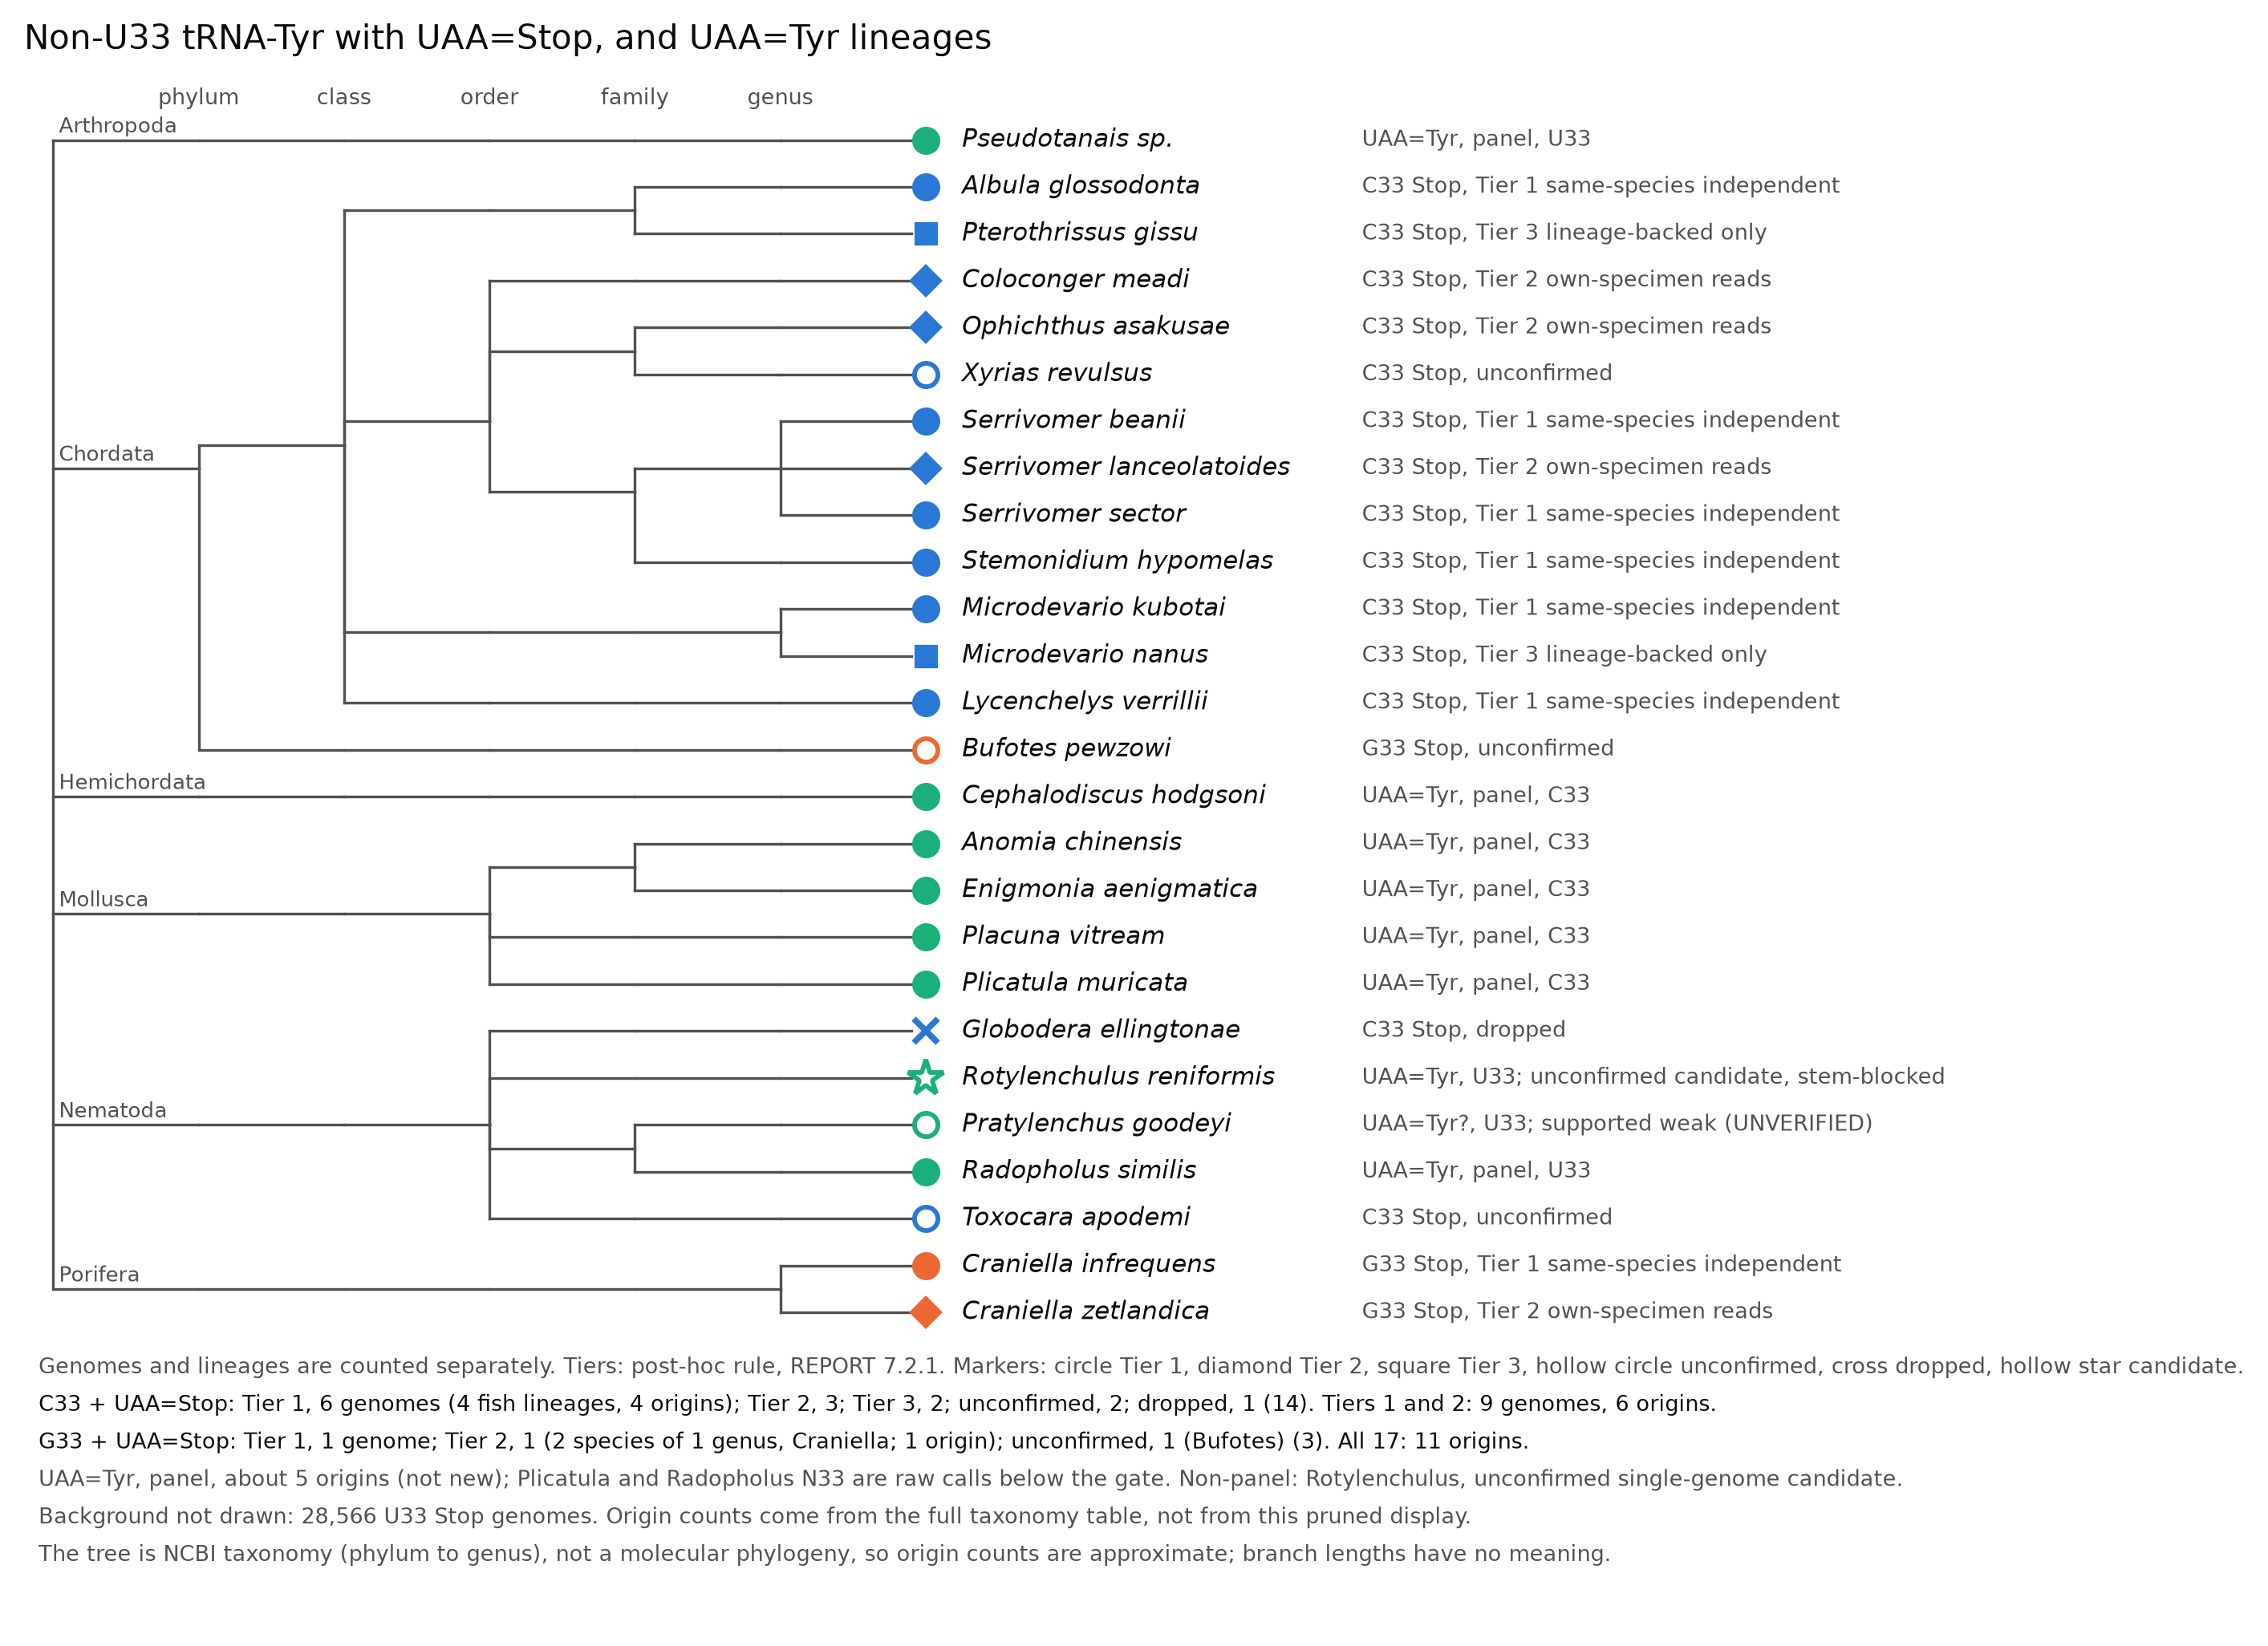 Non-U33 tRNA-Tyr with UAA=Stop, and UAA=Tyr lineages
phylum class order family genus
Arthropoda
Pseudotanais sp. UAA=Tyr, panel, U33
Albula glossodonta C33 Stop, Tier 1 same-species independent
Pterothrissus gissu C33 Stop, Tier 3 lineage-backed only
Coloconger meadi C33 Stop, Tier 2 own-specimen reads
Ophichthus asakusae C33 Stop, Tier 2 own-specimen reads
Xyrias revulsus C33 Stop, unconfirmed
Serrivomer beanii C33 Stop, Tier 1 same-species independent
Chordata
Serrivomer lanceolatoides C33 Stop, Tier 2 own-specimen reads
Serrivomer sector C33 Stop, Tier 1 same-species independent
Stemonidium hypomelas C33 Stop, Tier 1 same-species independent
Microdevario kubotai C33 Stop, Tier 1 same-species independent
Microdevario nanus C33 Stop, Tier 3 lineage-backed only
Lycenchelys verrillii C33 Stop, Tier 1 same-species independent
Bufotes pewzowi G33 Stop, unconfirmed
Hemichordata
Cephalodiscus hodgsoni UAA=Tyr, panel, C33
Anomia chinensis UAA=Tyr, panel, C33
Enigmonia aenigmatica UAA=Tyr, panel, C33
Mollusca
Placuna vitream UAA=Tyr, panel, C33
Plicatula muricata UAA=Tyr, panel, C33
Globodera ellingtonae C33 Stop, dropped
Rotylenchulus reniformis UAA=Tyr, U33; unconfirmed candidate, stem-blocked
Nematoda
Pratylenchus goodeyi UAA=Tyr?, U33; supported weak (UNVERIFIED)
Radopholus similis UAA=Tyr, panel, U33
Toxocara apodemi C33 Stop, unconfirmed
Craniella infrequens G33 Stop, Tier 1 same-species independent
Porifera
Craniella zetlandica G33 Stop, Tier 2 own-specimen reads
Genomes and lineages are counted separately. Tiers: post-hoc rule, REPORT 7.2.1. Markers: circle Tier 1, diamond Tier 2, square Tier 3, hollow circle unconfirmed, cross dropped, hollow star candidate.
C33 + UAA=Stop: Tier 1, 6 genomes (4 fish lineages, 4 origins); Tier 2, 3; Tier 3, 2; unconfirmed, 2; dropped, 1 (14). Tiers 1 and 2: 9 genomes, 6 origins.
G33 + UAA=Stop: Tier 1, 1 genome; Tier 2, 1 (2 species of 1 genus, Craniella; 1 origin); unconfirmed, 1 (Bufotes) (3). All 17: 11 origins.
UAA=Tyr, panel, about 5 origins (not new); Plicatula and Radopholus N33 are raw calls below the gate. Non-panel: Rotylenchulus, unconfirmed single-genome candidate.
Background not drawn: 28,566 U33 Stop genomes. Origin counts come from the full taxonomy table, not from this pruned display.
The tree is NCBI taxonomy (phylum to genus), not a molecular phylogeny, so origin counts are approximate; branch lengths have no meaning.